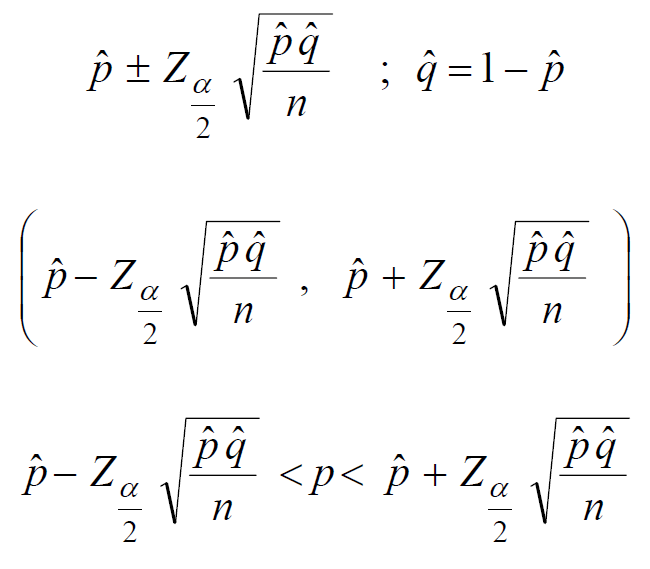 p̂ ± Z_{α/2} √(p̂ q̂ / n) ; q̂ = 1 − p̂
( p̂ − Z_{α/2} √(p̂ q̂ / n) , p̂ + Z_{α/2} √(p̂ q̂ / n) )
p̂ − Z_{α/2} √(p̂ q̂ / n) < p < p̂ + Z_{α/2} √(p̂ q̂ / n)